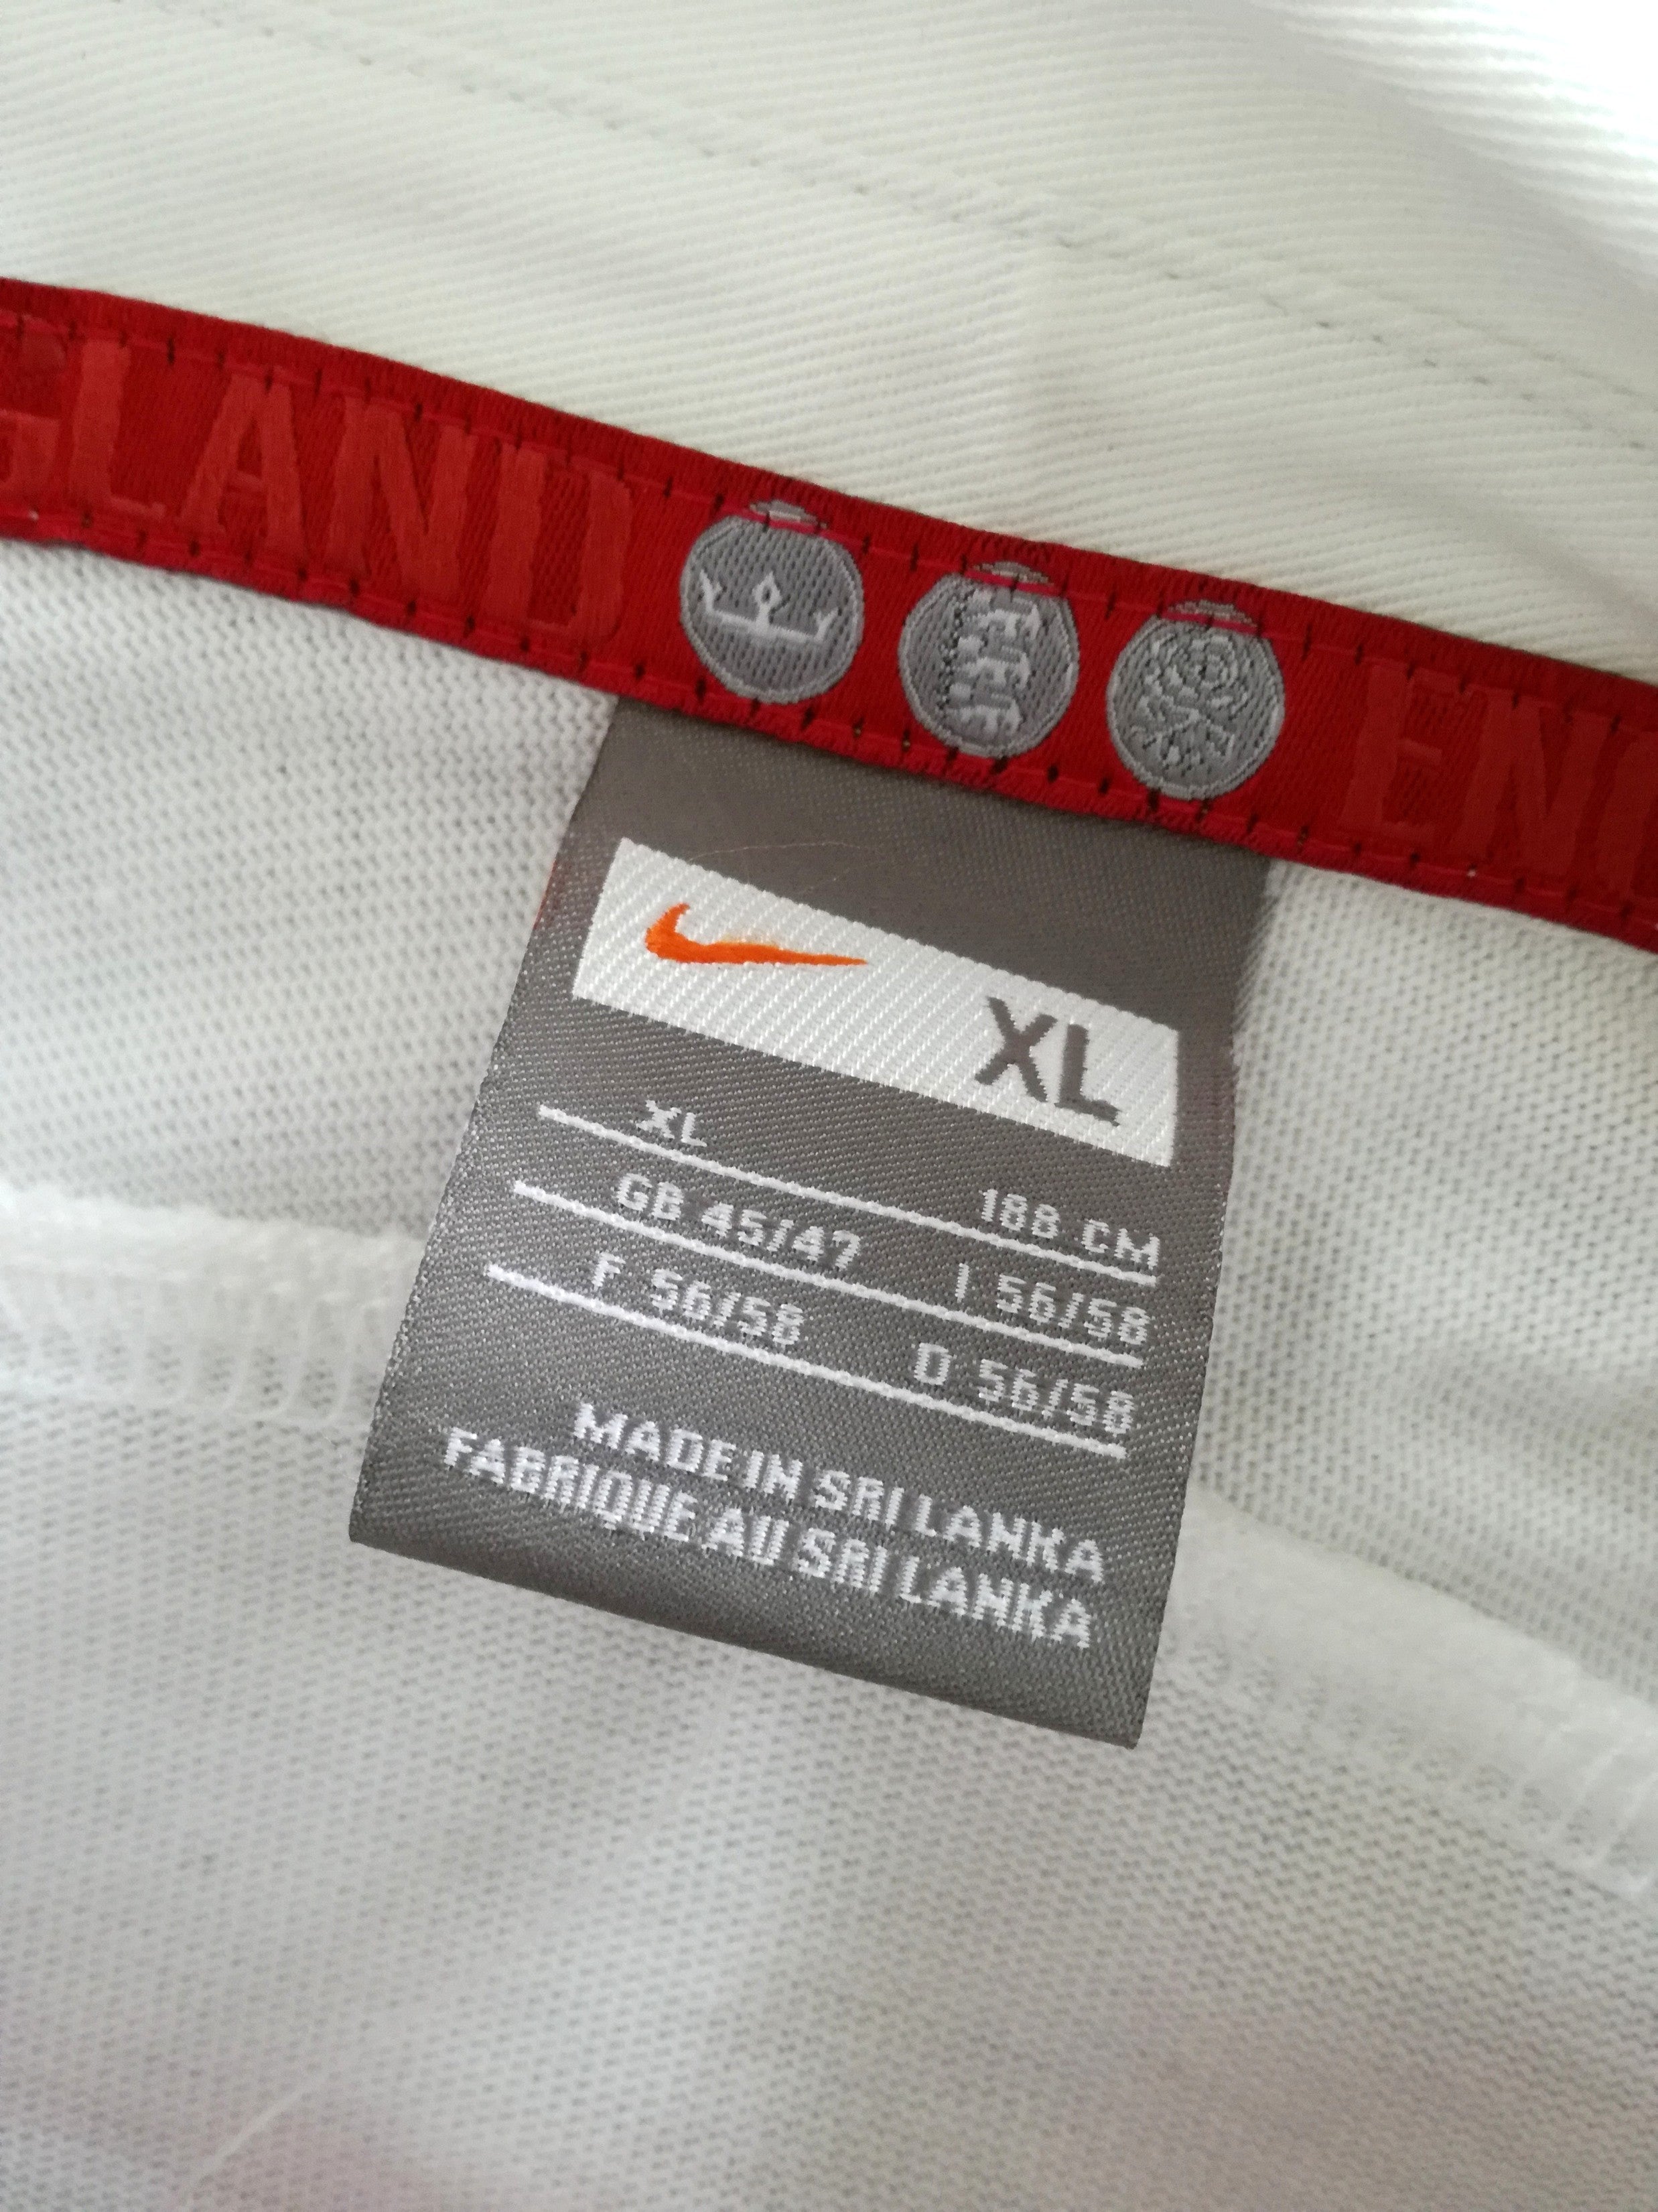 GLAND
ENG
XL
XL 188 CM
GB 45/47 I 56/58
F 56/58 D 56/58
MADE IN SRI LANKA
FABRIQUE AU SRI LANKA